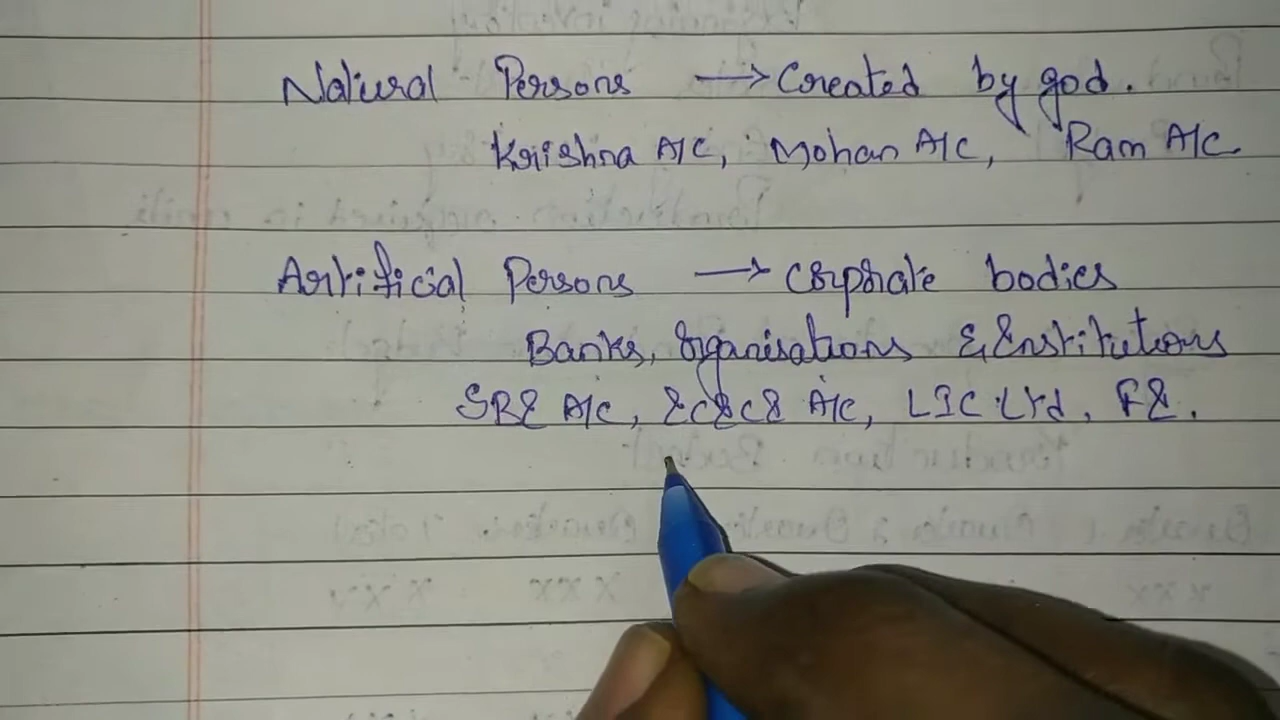 Natural Persons → Created by god.
Krishna A/C, Mohan A/C, Ram A/C
Artificial Persons → Corporate bodies
Banks, Organisations & Institutions
SBI A/C, ICICI A/C, LIC Ltd, FI.